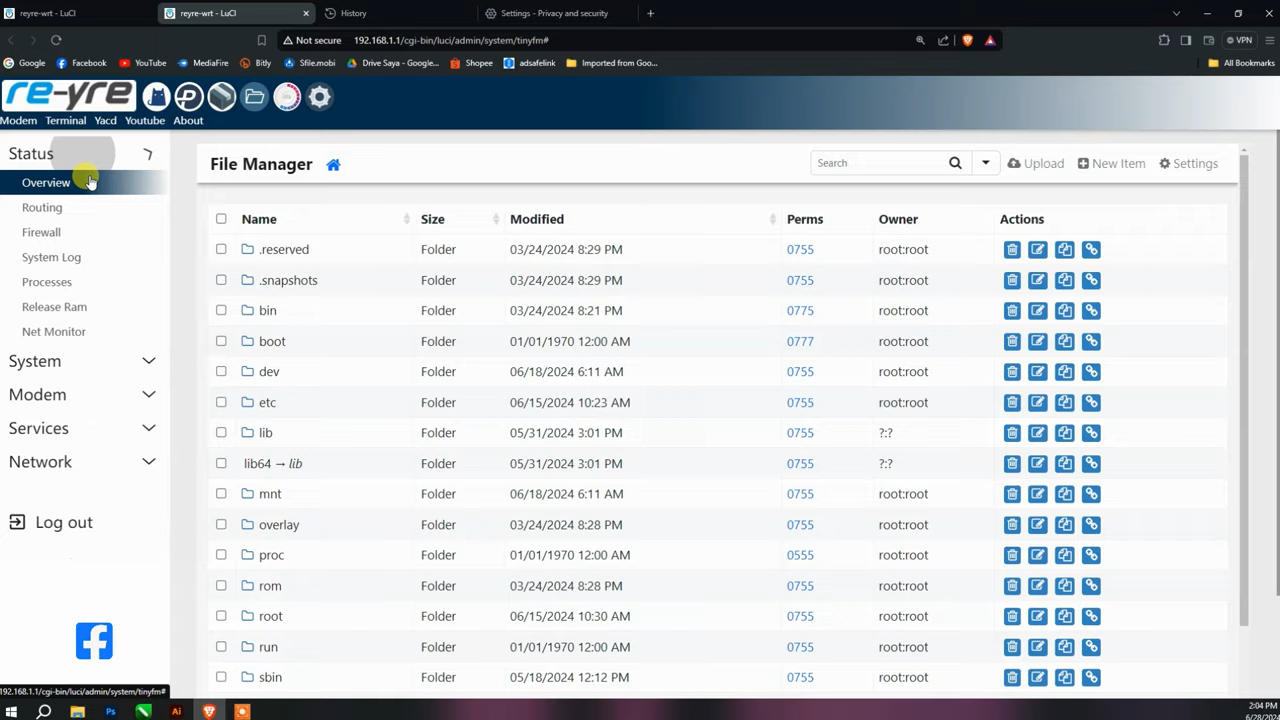 reyre-wrt - LuCI
reyre-wrt - LuCI
History
Settings - Privacy and security
Not secure
192.168.1.1/cgi-bin/luci/admin/system/tinyfm#
VPN
Google
Facebook
YouTube
MediaFire
Bitly
Sfile.mobi
Drive Saya - Google...
Shopee
adsafelink
Imported from Goo...
All Bookmarks
re-yre
Modem
Terminal
Yacd
Youtube
About
Status
Overview
Routing
Firewall
System Log
Processes
Release Ram
Net Monitor
System
Modem
Services
Network
Log out
File Manager
Search
Upload
New Item
Settings
Name Size Modified Perms Owner Actions
.reserved Folder 03/24/2024 8:29 PM 0755 root:root
.snapshots Folder 03/24/2024 8:29 PM 0755 root:root
bin Folder 03/24/2024 8:21 PM 0775 root:root
boot Folder 01/01/1970 12:00 AM 0777 root:root
dev Folder 06/18/2024 6:11 AM 0755 root:root
etc Folder 06/15/2024 10:23 AM 0755 root:root
lib Folder 05/31/2024 3:01 PM 0755 ?:?
lib64 → lib Folder 05/31/2024 3:01 PM 0755 ?:?
mnt Folder 06/18/2024 6:11 AM 0755 root:root
overlay Folder 03/24/2024 8:28 PM 0755 root:root
proc Folder 01/01/1970 12:00 AM 0555 root:root
rom Folder 03/24/2024 8:28 PM 0755 root:root
root Folder 06/15/2024 10:30 AM 0755 root:root
run Folder 01/01/1970 12:00 AM 0755 root:root
sbin Folder 05/18/2024 12:12 PM 0755 root:root
192.168.1.1/cgi-bin/luci/admin/system/tinyfm#
Ps
Ai
2:04 PM
6/28/2024